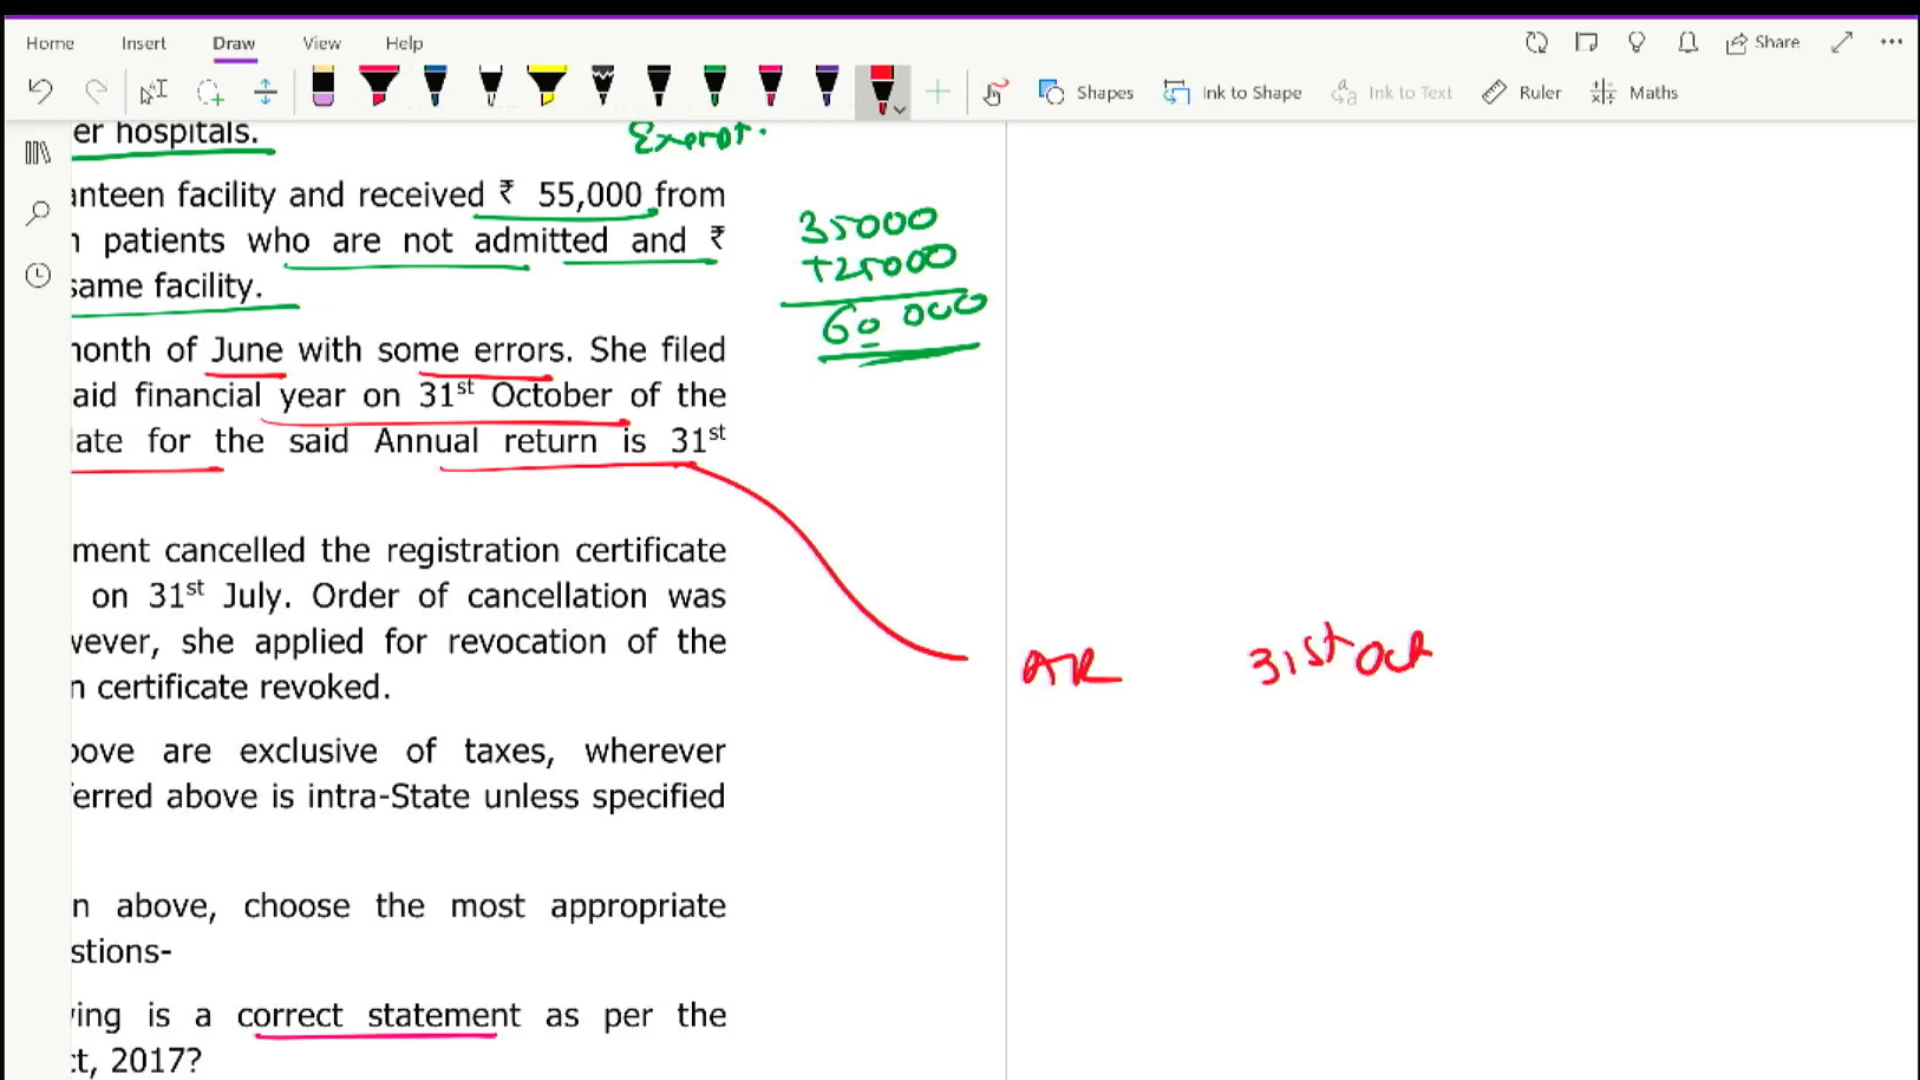 Home Insert Draw View Help Share
Shapes Ink to Shape Ink to Text Ruler Maths
er hospitals.
Exempt.
anteen facility and received ₹ 55,000 from
patients who are not admitted and ₹
same facility.
35000
+25000
60 000
onth of June with some errors. She filed
aid financial year on 31st October of the
ate for the said Annual return is 31st
ment cancelled the registration certificate
on 31st July. Order of cancellation was
wever, she applied for revocation of the
n certificate revoked.
AR 31st Oct
bove are exclusive of taxes, wherever
ferred above is intra-State unless specified
n above, choose the most appropriate
stions-
ving is a correct statement as per the
ct, 2017?